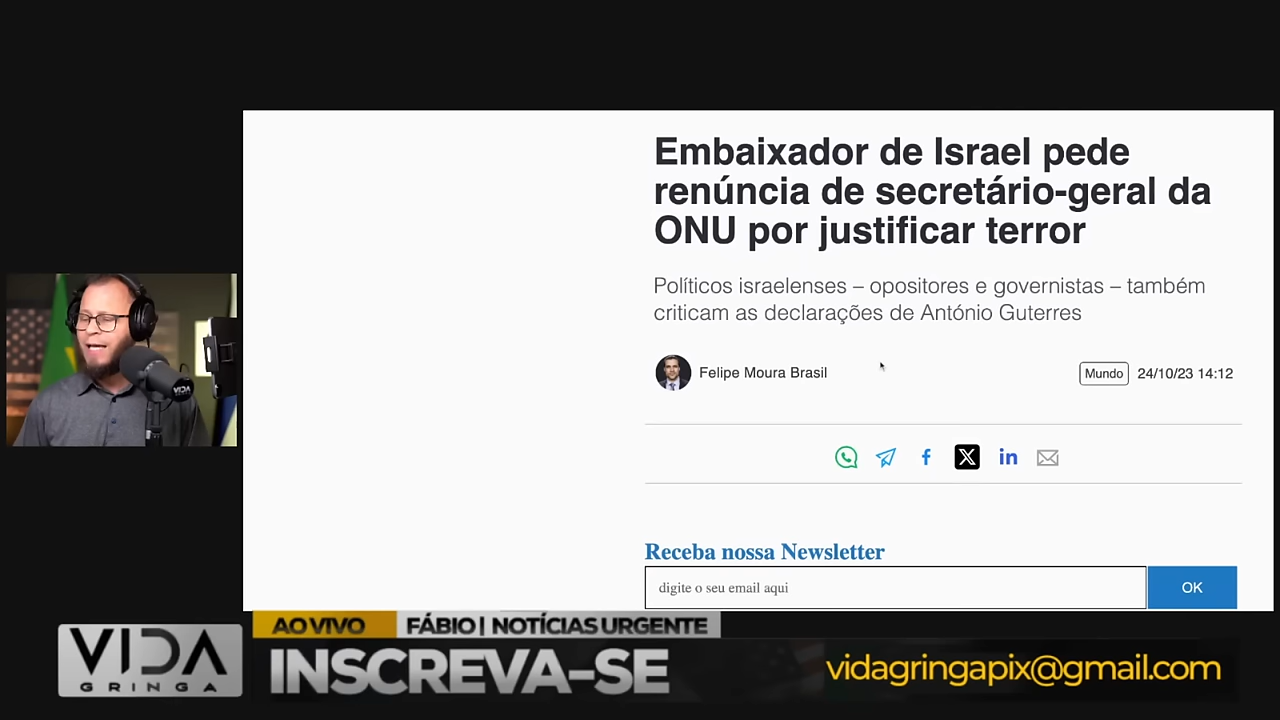 Embaixador de Israel pede
renúncia de secretário-geral da
ONU por justificar terror
Políticos israelenses – opositores e governistas – também
criticam as declarações de António Guterres
Felipe Moura Brasil
Mundo 24/10/23 14:12
Receba nossa Newsletter
digite o seu email aqui OK
AO VIVO FÁBIO | NOTÍCIAS URGENTE
VIDA
GRINGA
INSCREVA-SE
vidagringapix@gmail.com
VIDA